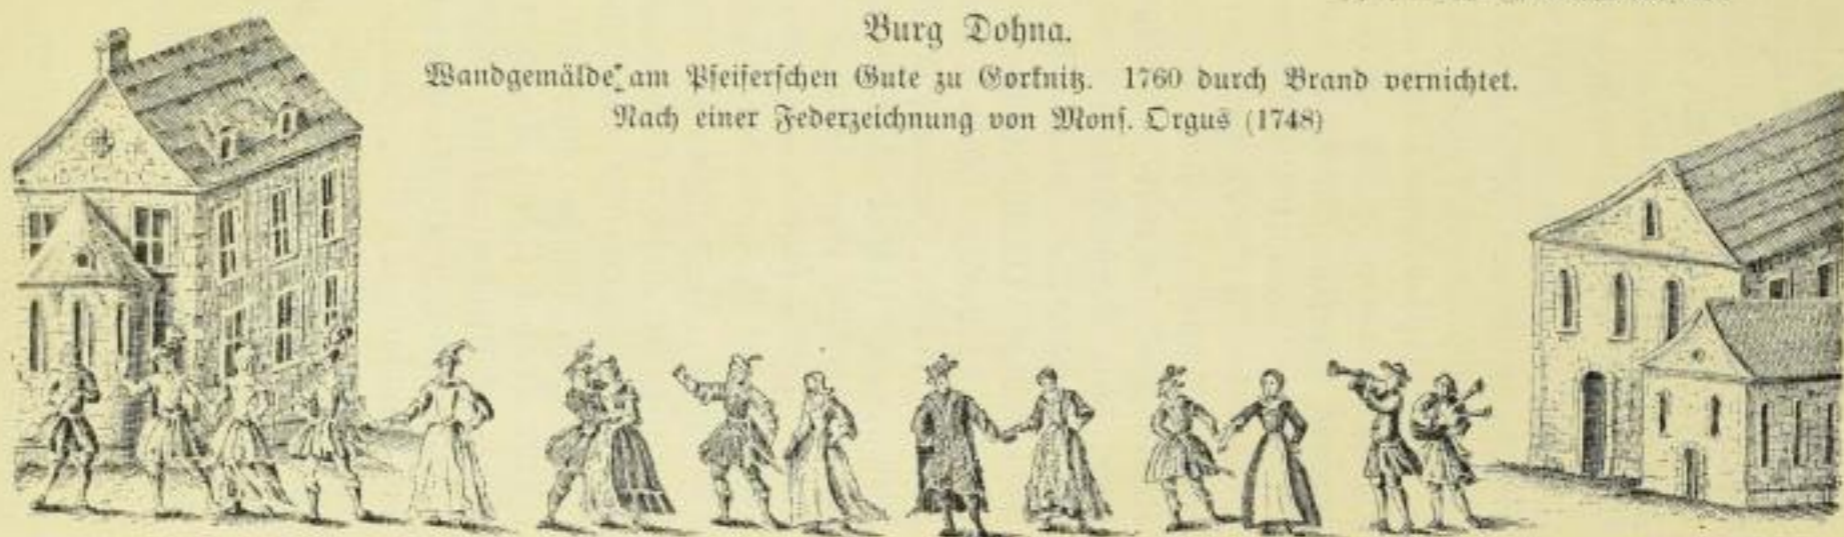 Burg Dohna.
Wandgemälde am Pfeiferschen Gute zu Gorknitz. 1760 durch Brand vernichtet.
Nach einer Federzeichnung von Mons. Orgus (1748)